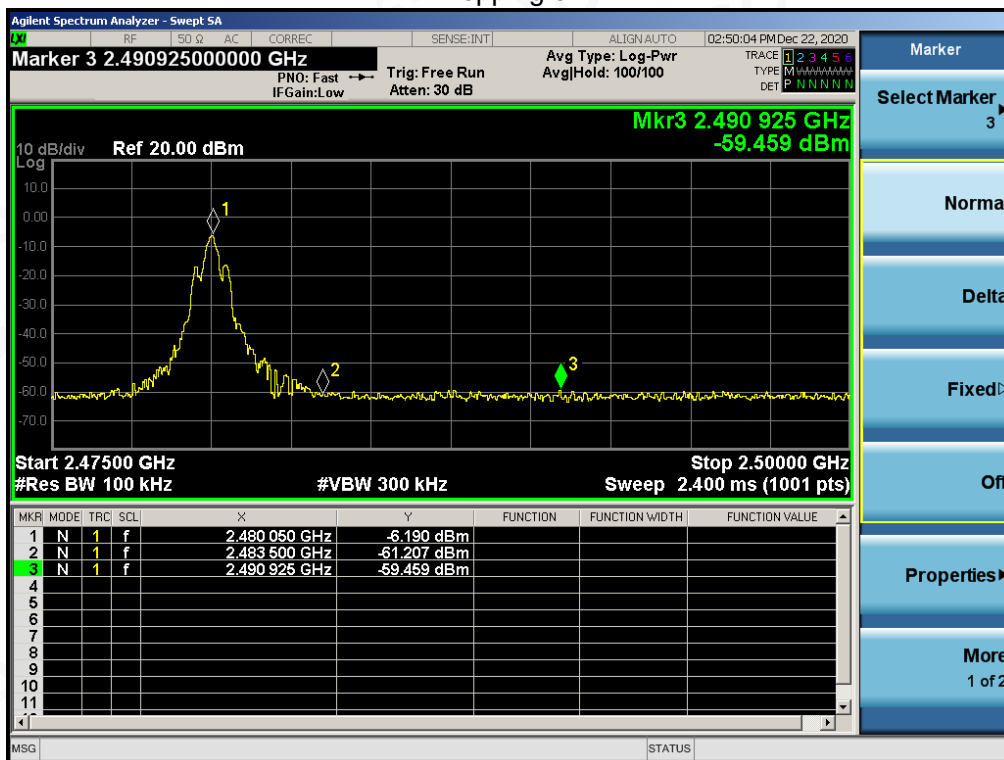 Agilent Spectrum Analyzer - Swept SA
LXI RF 50 Ω AC CORREC SENSE:INT ALIGN AUTO 02:50:04 PM Dec 22, 2020
Marker 3 2.490925000000 GHz Avg Type: Log-Pwr TRACE 1 2 3 4 5 6
PNO: Fast Trig: Free Run Avg|Hold: 100/100 TYPE M WWWWW
IFGain:Low Atten: 30 dB DET P N N N N N
Mkr3 2.490 925 GHz
10 dB/div Ref 20.00 dBm -59.459 dBm
Log
10.0
0.00
-10.0
-20.0
-30.0
-40.0
-50.0
-60.0
-70.0
1
2
3
Start 2.47500 GHz Stop 2.50000 GHz
#Res BW 100 kHz #VBW 300 kHz Sweep 2.400 ms (1001 pts)
MKR MODE TRC SCL X Y FUNCTION FUNCTION WIDTH FUNCTION VALUE
1 N 1 f 2.480 050 GHz -6.190 dBm
2 N 1 f 2.483 500 GHz -61.207 dBm
3 N 1 f 2.490 925 GHz -59.459 dBm
4
5
6
7
8
9
10
11
MSG STATUS
Marker
Select Marker
3
Norma
Delta
Fixed
Off
Properties
More
1 of 2